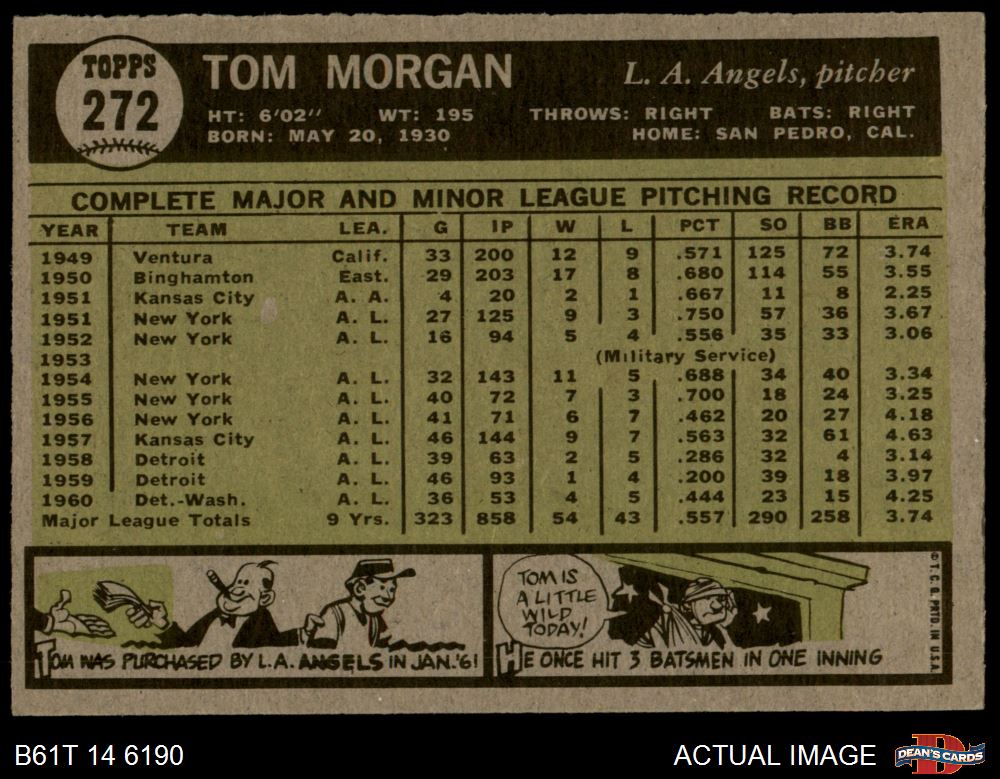 TOPPS
272
TOM MORGAN
L. A. Angels, pitcher
HT: 6'02" WT: 195 THROWS: RIGHT BATS: RIGHT
BORN: MAY 20, 1930 HOME: SAN PEDRO, CAL.
COMPLETE MAJOR AND MINOR LEAGUE PITCHING RECORD
YEAR TEAM LEA. G IP W L PCT SO BB ERA
1949 Ventura Calif. 33 200 12 9 .571 125 72 3.74
1950 Binghamton East. 29 203 17 8 .680 114 55 3.55
1951 Kansas City A. A. 4 20 2 1 .667 11 8 2.25
1951 New York A. L. 27 125 9 3 .750 57 36 3.67
1952 New York A. L. 16 94 5 4 .556 35 33 3.06
1953 (Military Service)
1954 New York A. L. 32 143 11 5 .688 34 40 3.34
1955 New York A. L. 40 72 7 3 .700 18 24 3.25
1956 New York A. L. 41 71 6 7 .462 20 27 4.18
1957 Kansas City A. L. 46 144 9 7 .563 32 61 4.63
1958 Detroit A. L. 39 63 2 5 .286 32 4 3.14
1959 Detroit A. L. 46 93 1 4 .200 39 18 3.97
1960 Det.-Wash. A. L. 36 53 4 5 .444 23 15 4.25
Major League Totals 9 Yrs. 323 858 54 43 .557 290 258 3.74
TOM WAS PURCHASED BY L.A. ANGELS IN JAN. '61
TOM IS
A LITTLE
WILD
TODAY!
HE ONCE HIT 3 BATSMEN IN ONE INNING
© T. C. G. PRTD. IN U.S.A.
B61T 14 6190
ACTUAL IMAGE
DEAN'S CARDS